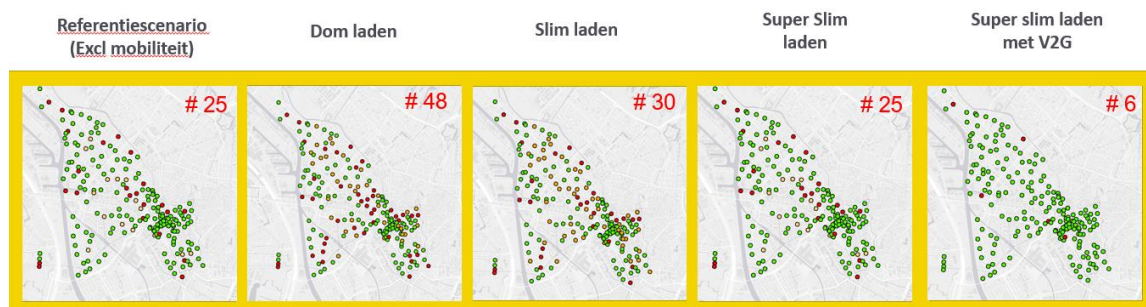 Referentiescenario
(Excl mobiliteit)
Dom laden
Slim laden
Super Slim
laden
Super slim laden
met V2G
# 25
# 48
# 30
# 25
# 6